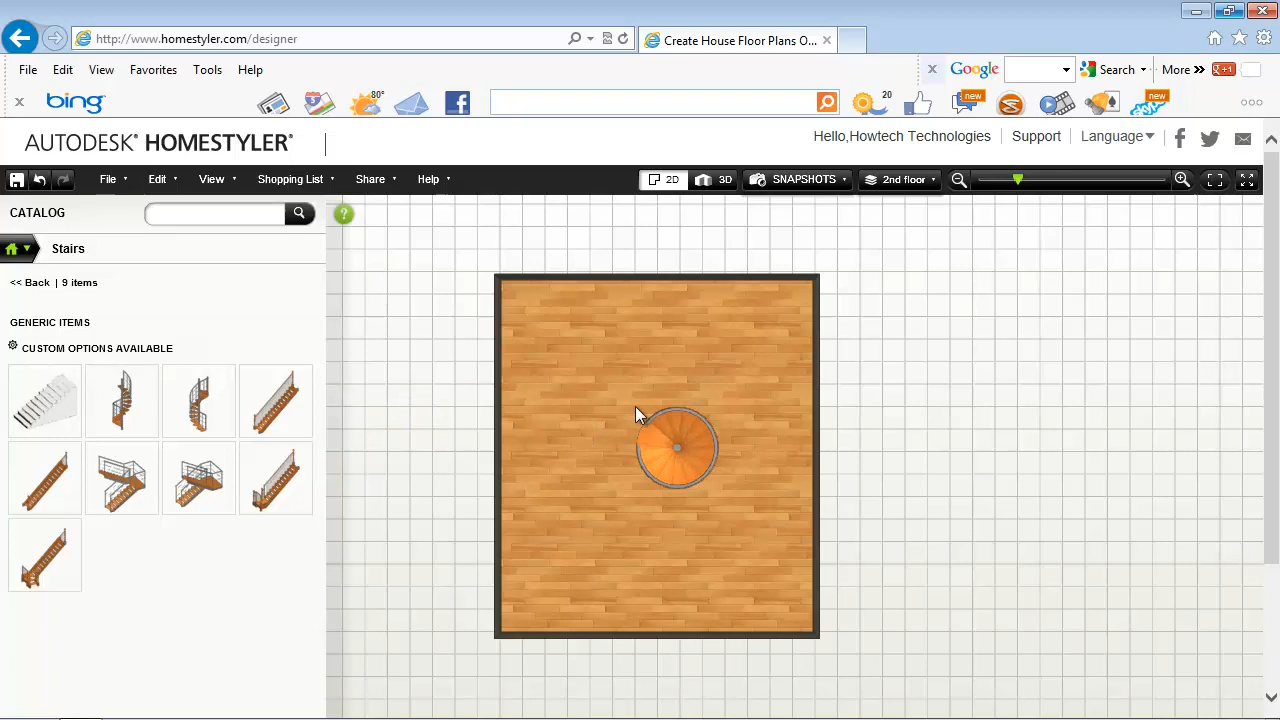 http://www.homestyler.com/designer
Create House Floor Plans O...
File Edit View Favorites Tools Help
Google Search More »
+1
bing 80° 20 new new
AUTODESK® HOMESTYLER®
Hello,Howtech Technologies Support Language
File Edit View Shopping List Share Help 2D 3D SNAPSHOTS 2nd floor
CATALOG
?
Stairs
<< Back | 9 items
GENERIC ITEMS
CUSTOM OPTIONS AVAILABLE